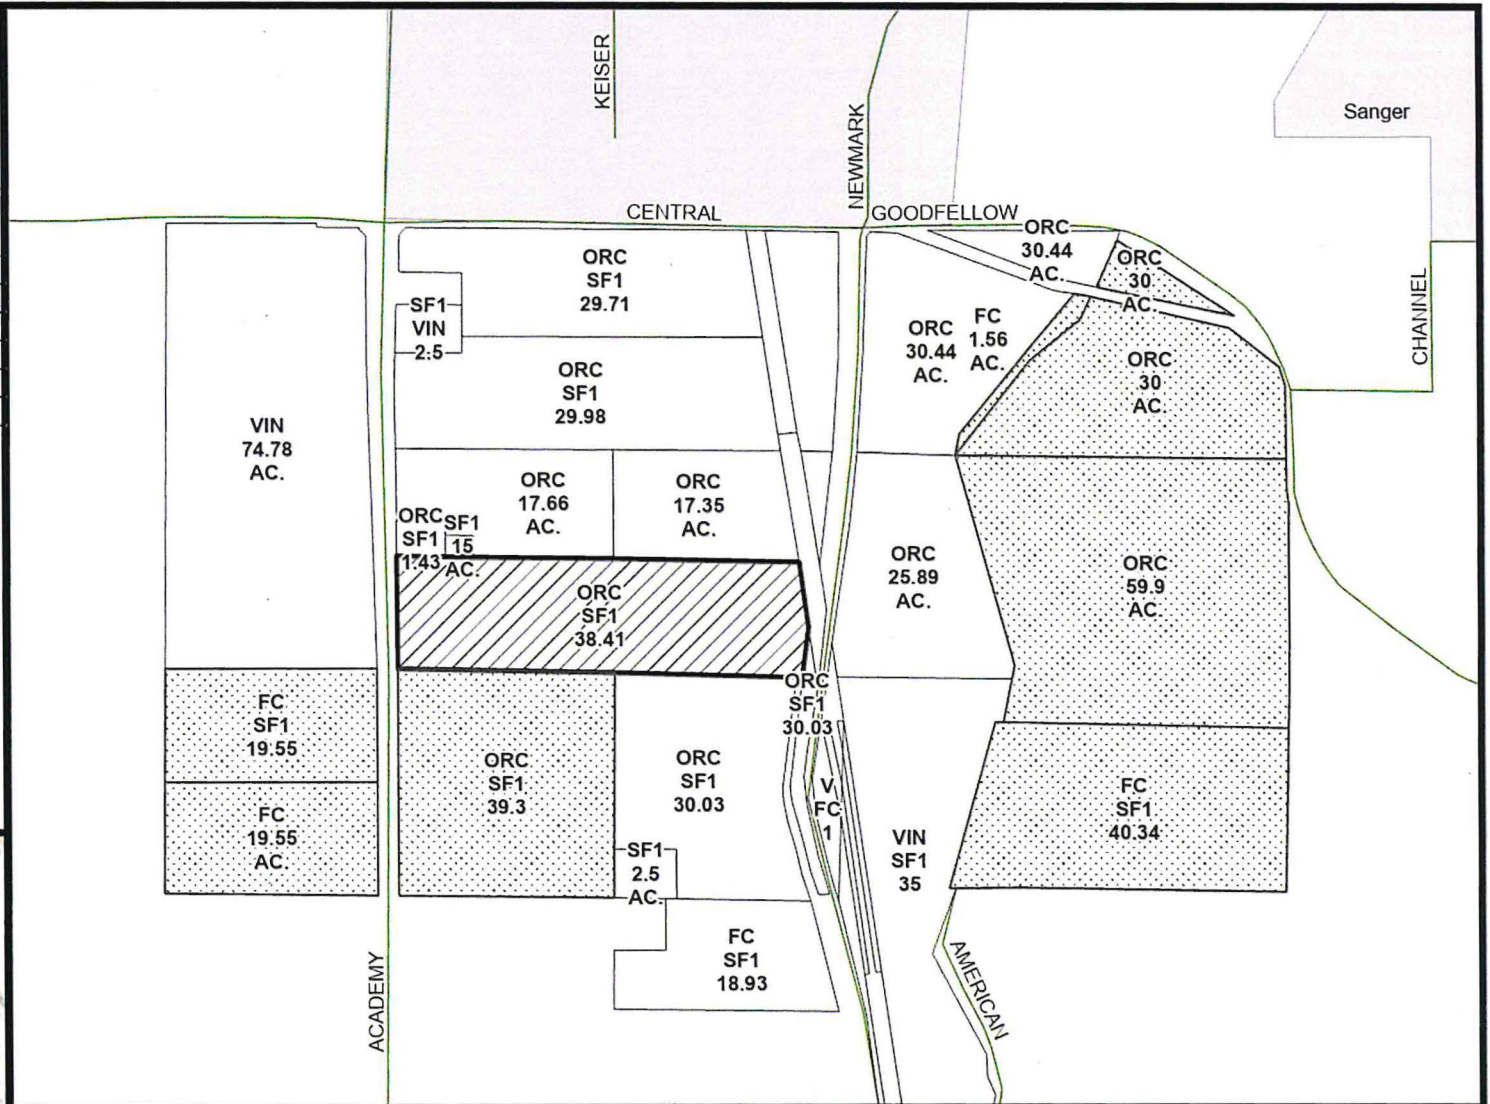 KEISER
NEWMARK
Sanger
CENTRAL
GOODFELLOW
ORC
30.44
AC.
ORC
30
AC
CHANNEL
ORC
SF1
29.71
SF1
VIN
2.5
ORC
30.44
AC.
FC
1.56
AC.
ORC
30
AC.
ORC
SF1
29.98
VIN
74.78
AC.
ORC
17.66
AC.
ORC
17.35
AC.
ORC
SF1
1.43
SF1
15
AC.
ORC
25.89
AC.
ORC
59.9
AC.
ORC
SF1
38.41
ORC
SF1
30.03
FC
SF1
19.55
ORC
SF1
39.3
ORC
SF1
30.03
V
FC
1
FC
SF1
40.34
FC
19.55
AC.
VIN
SF1
35
SF1
2.5
AC.
FC
SF1
18.93
ACADEMY
AMERICAN